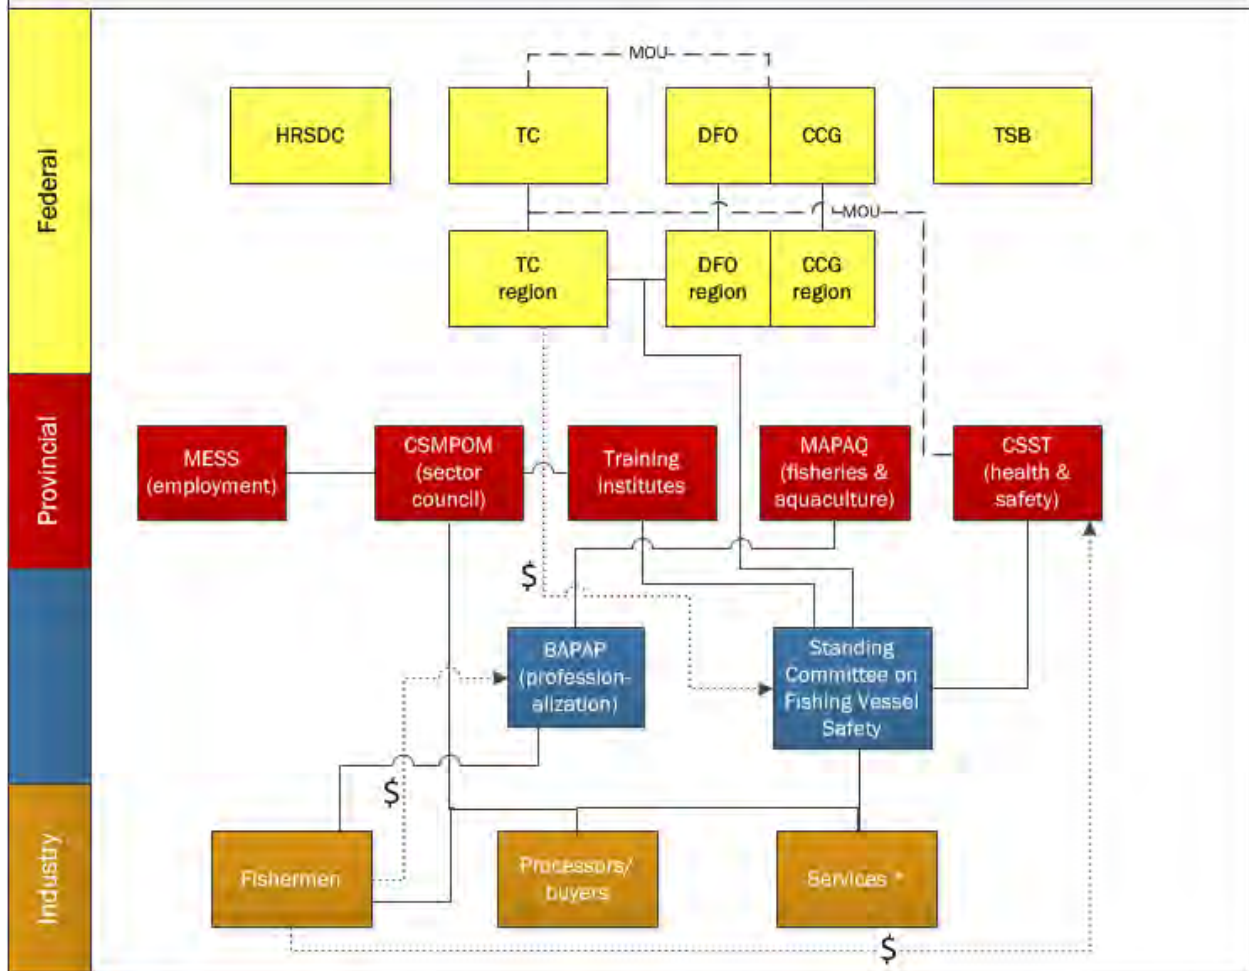 Federal
MOU
HRSDC
TC
DFO
CCG
TSB
MOU
TC
region
DFO
region
CCG
region
Provincial
MESS
(employment)
CSMPOM
(sector
council)
Training
institutes
MAPAQ
(fisheries &
aquaculture)
CSST
(health &
safety)
$
BAPAP
(profession-
alization)
Standing
Committee on
Fishing Vessel
Safety
$
Industry
Fishermen
Processors/
buyers
Services *
$